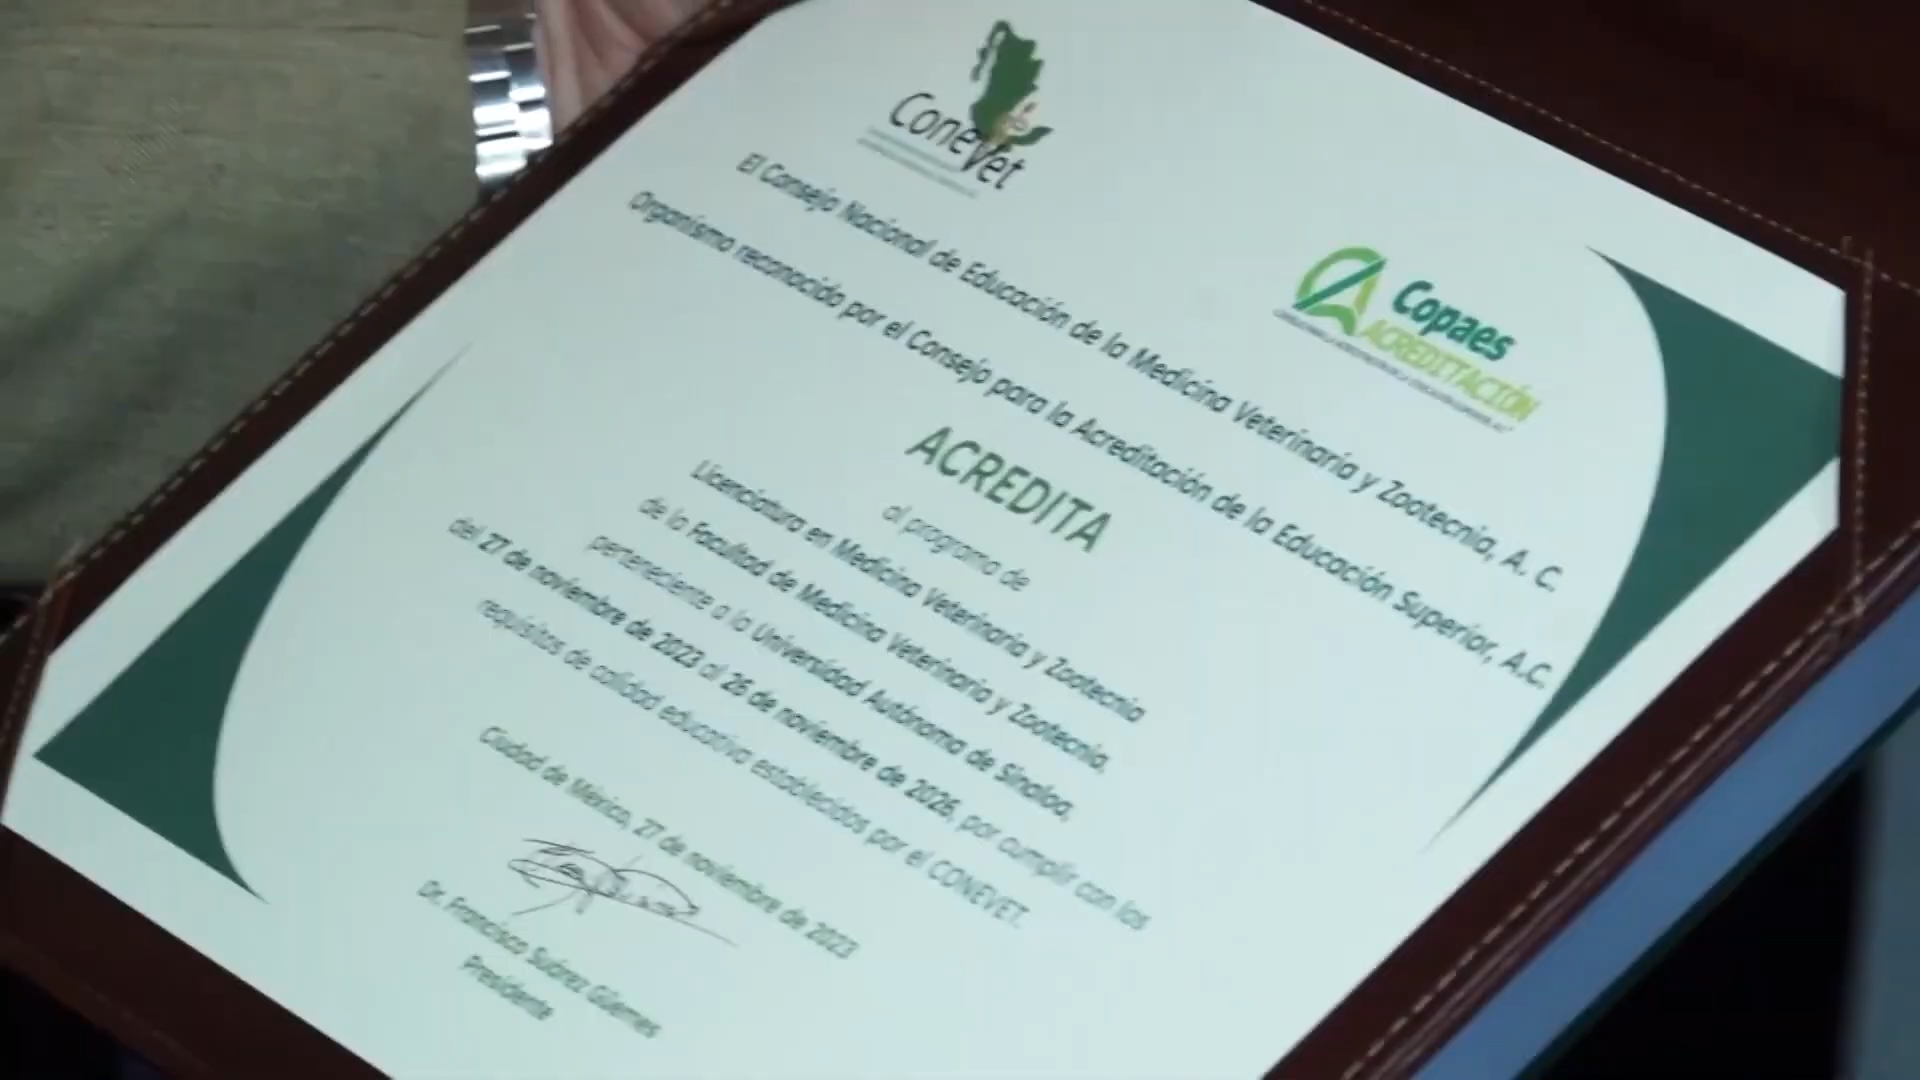 ConeVet
Copaes
ACREDITACIÓN
El Consejo Nacional de Educación de la Medicina Veterinaria y Zootecnia, A. C.
Organismo reconocido por el Consejo para la Acreditación de la Educación Superior, A.C.
ACREDITA
al programa de
Licenciatura en Medicina Veterinaria y Zootecnia
de la Facultad de Medicina Veterinaria y Zootecnia,
perteneciente a la Universidad Autónoma de Sinaloa,
del 27 de noviembre de 2023 al 26 de noviembre de 2026, por cumplir con los
requisitos de calidad educativa establecidos por el CONEVET.
Ciudad de México, 27 de noviembre de 2023
Dr. Francisco Suárez Güemes
Presidente